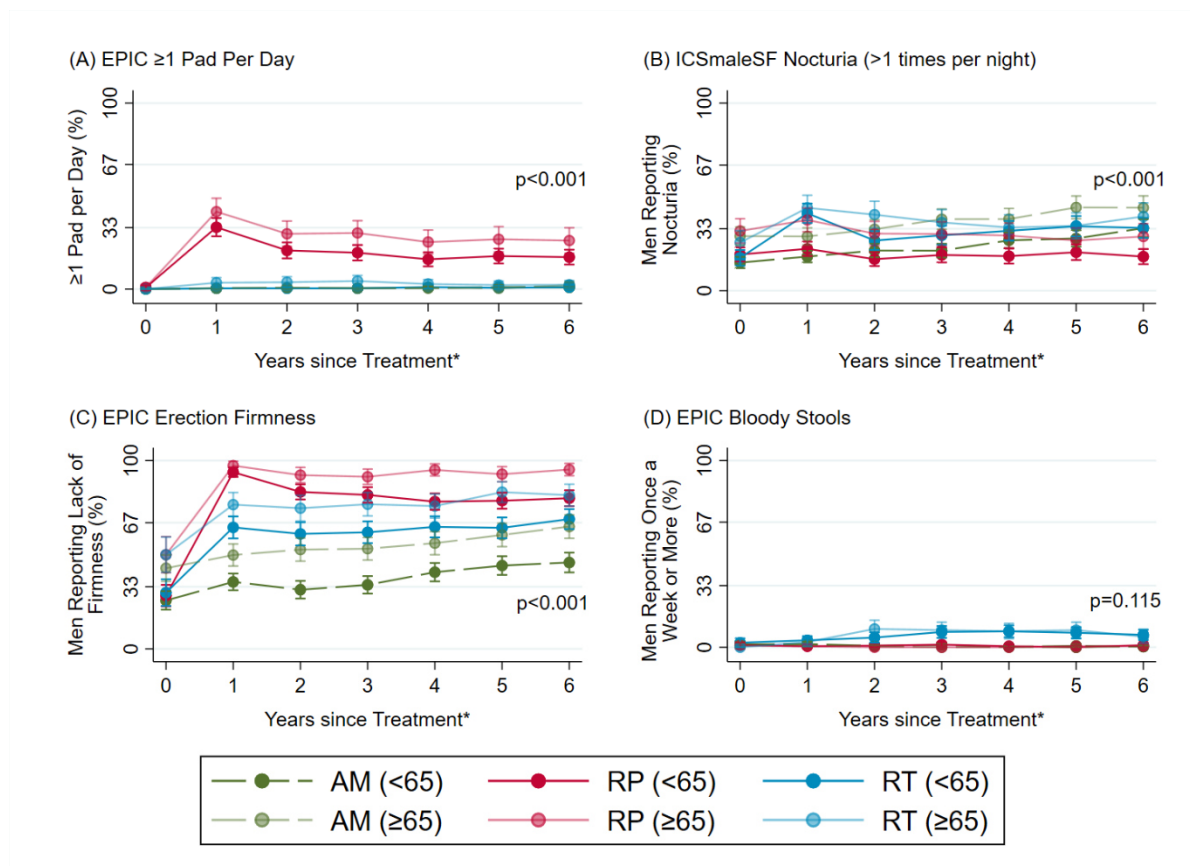 (A) EPIC ≥1 Pad Per Day
≥1 Pad per Day (%)
100
67
33
0
p<0.001
0 1 2 3 4 5 6
Years since Treatment*
(B) ICSmaleSF Nocturia (>1 times per night)
Men Reporting
Nocturia (%)
100
67
33
0
p<0.001
0 1 2 3 4 5 6
Years since Treatment*
(C) EPIC Erection Firmness
Men Reporting Lack of
Firmness (%)
100
67
33
0
p<0.001
0 1 2 3 4 5 6
Years since Treatment*
(D) EPIC Bloody Stools
Men Reporting Once a
Week or More (%)
100
67
33
0
p=0.115
0 1 2 3 4 5 6
Years since Treatment*
AM (<65) RP (<65) RT (<65)
AM (≥65) RP (≥65) RT (≥65)